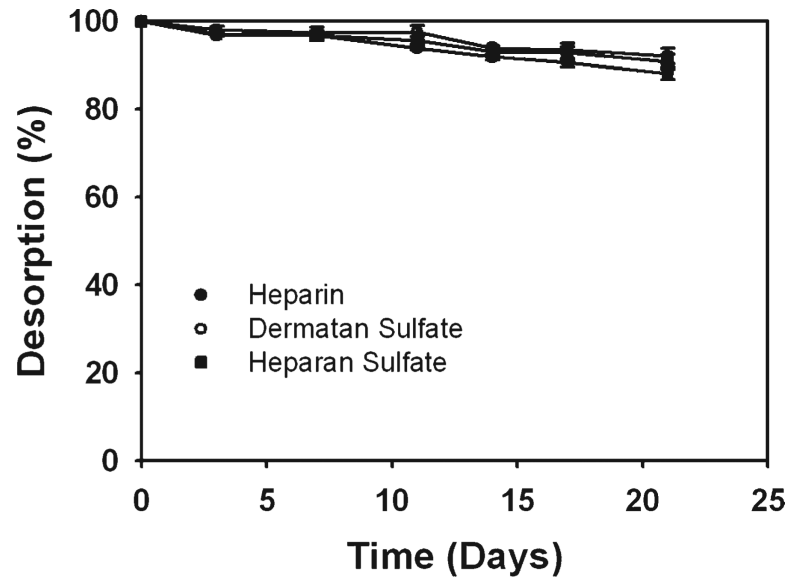 Desorption (%)
100
80
60
40
20
0
Heparin
Dermatan Sulfate
Heparan Sulfate
0 5 10 15 20 25
Time (Days)